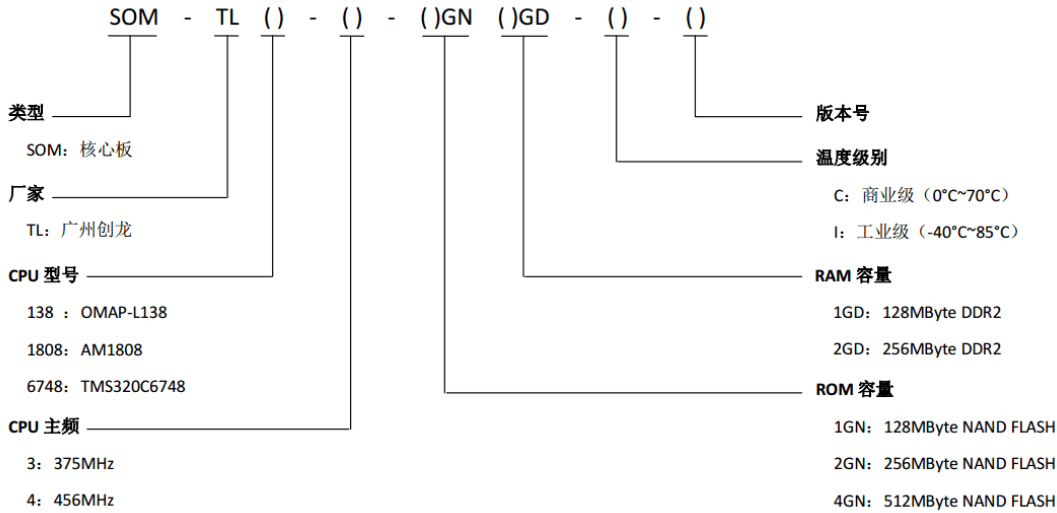 SOM - TL ( ) - ( ) - ( )GN ( )GD - ( ) - ( )
类型
SOM：核心板
厂家
TL：广州创龙
CPU 型号
138 ：OMAP-L138
1808：AM1808
6748：TMS320C6748
CPU 主频
3：375MHz
4：456MHz
版本号
温度级别
C：商业级（0°C~70°C）
I：工业级（-40°C~85°C）
RAM 容量
1GD：128MByte DDR2
2GD：256MByte DDR2
ROM 容量
1GN：128MByte NAND FLASH
2GN：256MByte NAND FLASH
4GN：512MByte NAND FLASH